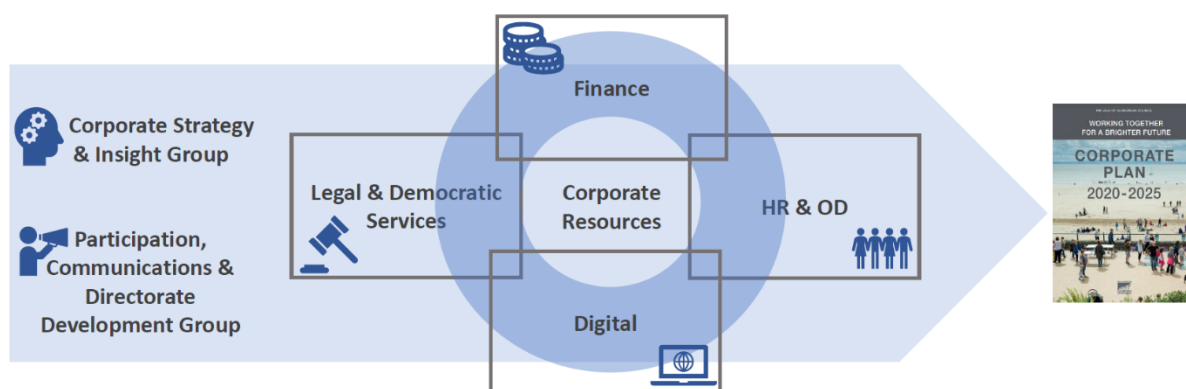 Corporate Strategy
& Insight Group
Participation,
Communications &
Directorate
Development Group
Finance
Legal & Democratic
Services
Corporate
Resources
HR & OD
Digital
WORKING TOGETHER
FOR A BRIGHTER FUTURE
CORPORATE
PLAN
2020-2025